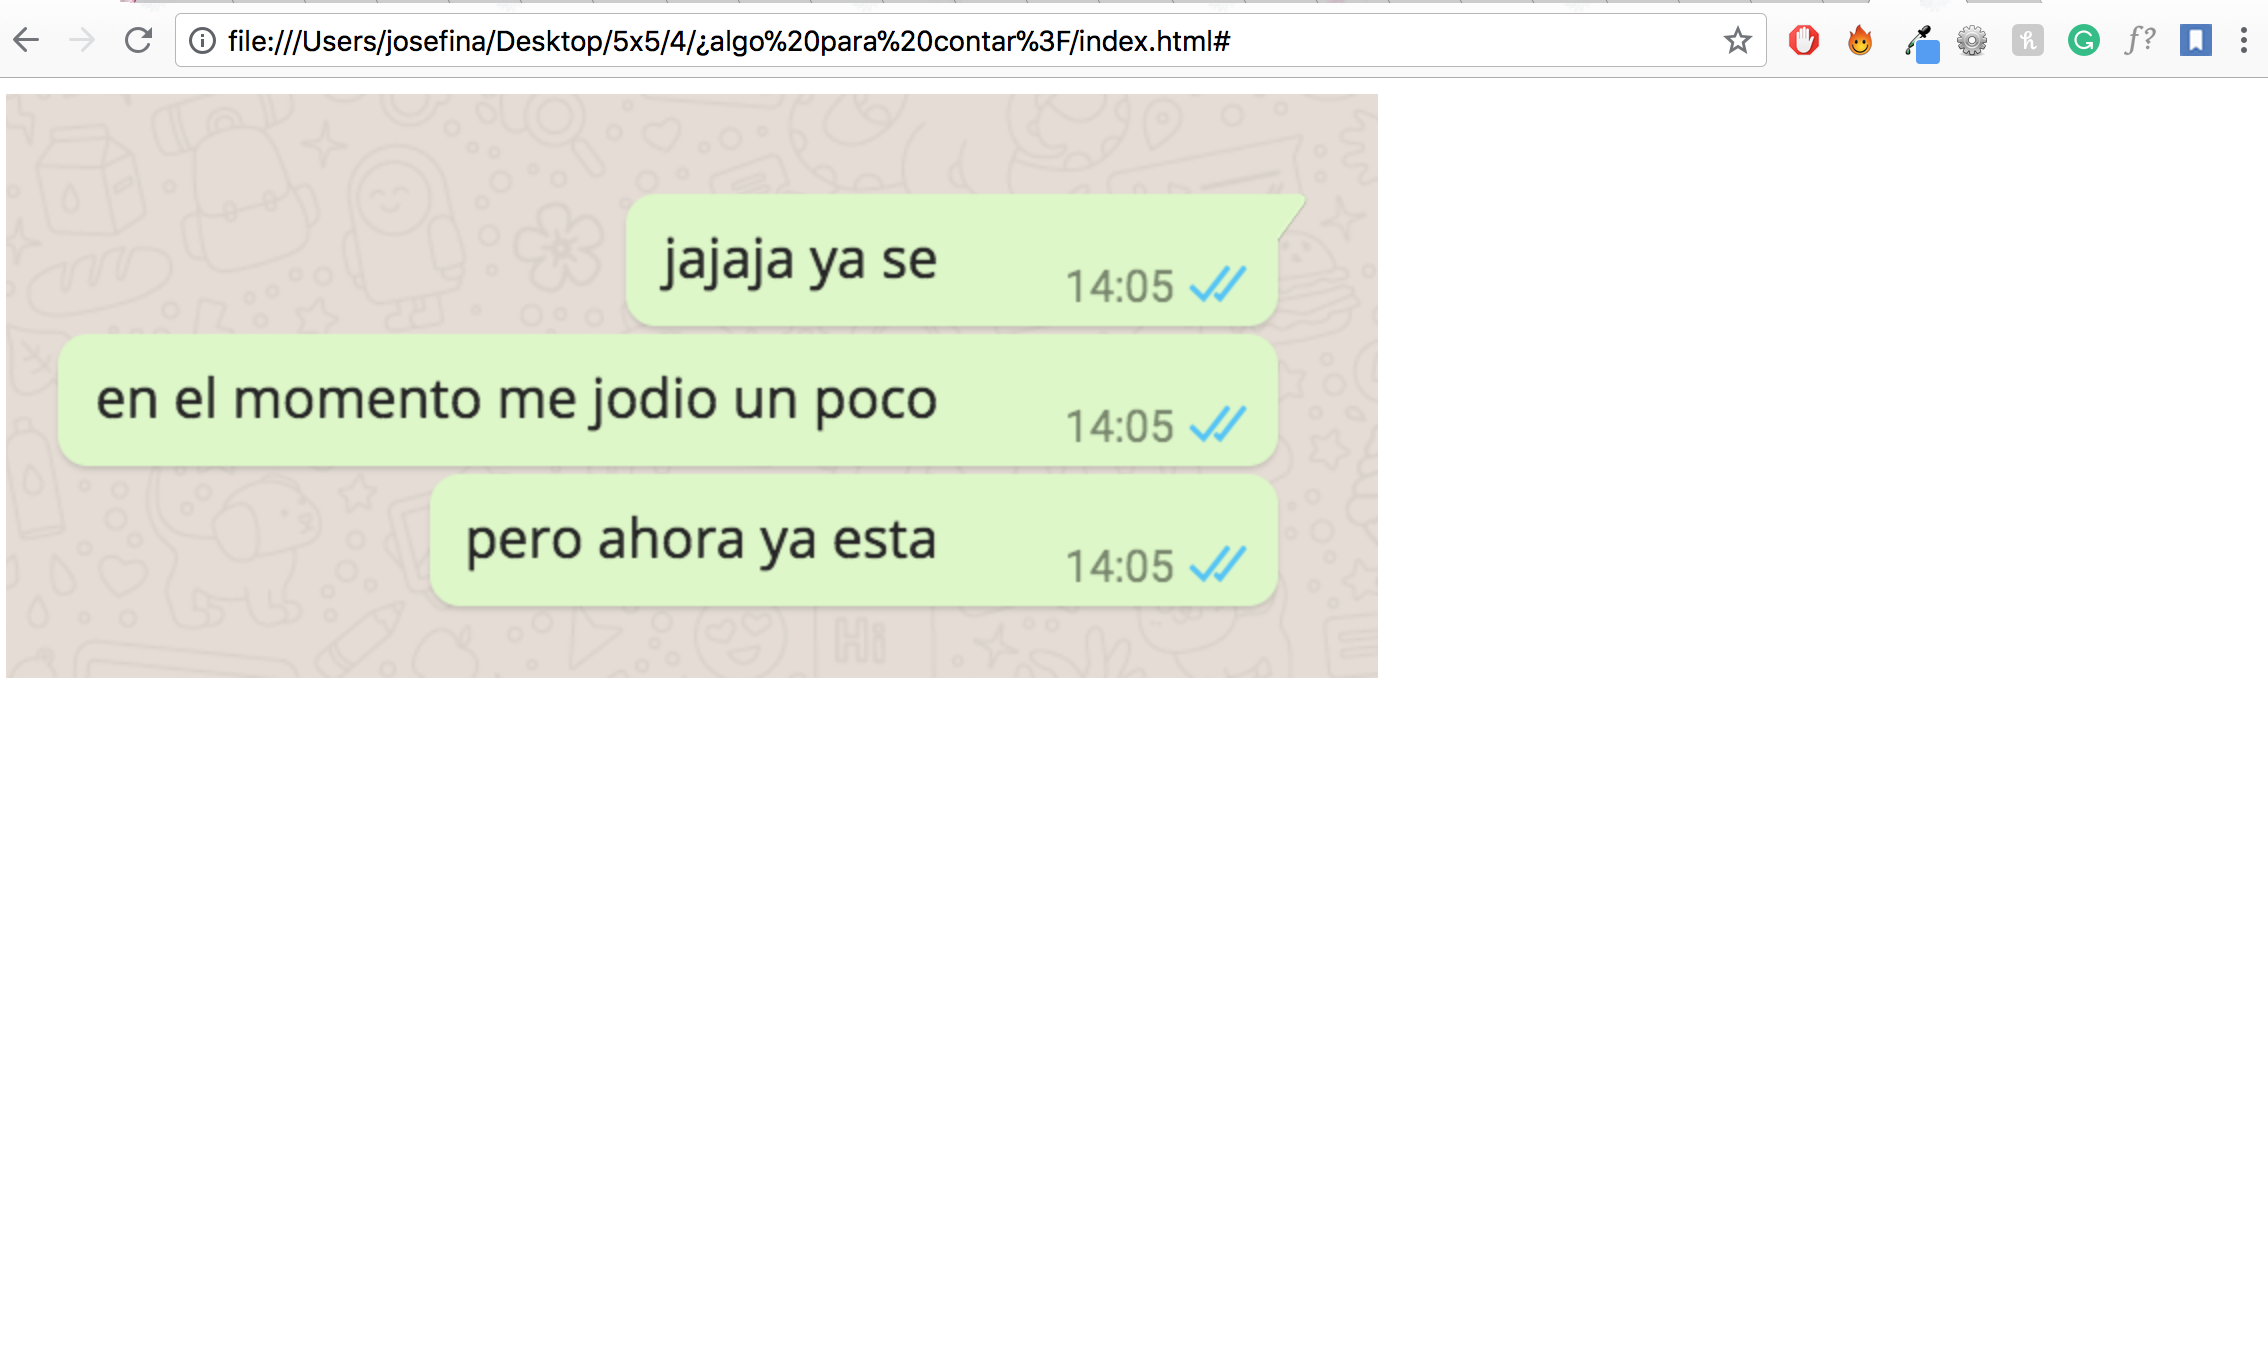 file:///Users/josefina/Desktop/5x5/4/¿algo%20para%20contar%3F/index.html#
jajaja ya se
14:05
en el momento me jodio un poco
14:05
pero ahora ya esta
14:05
Hi